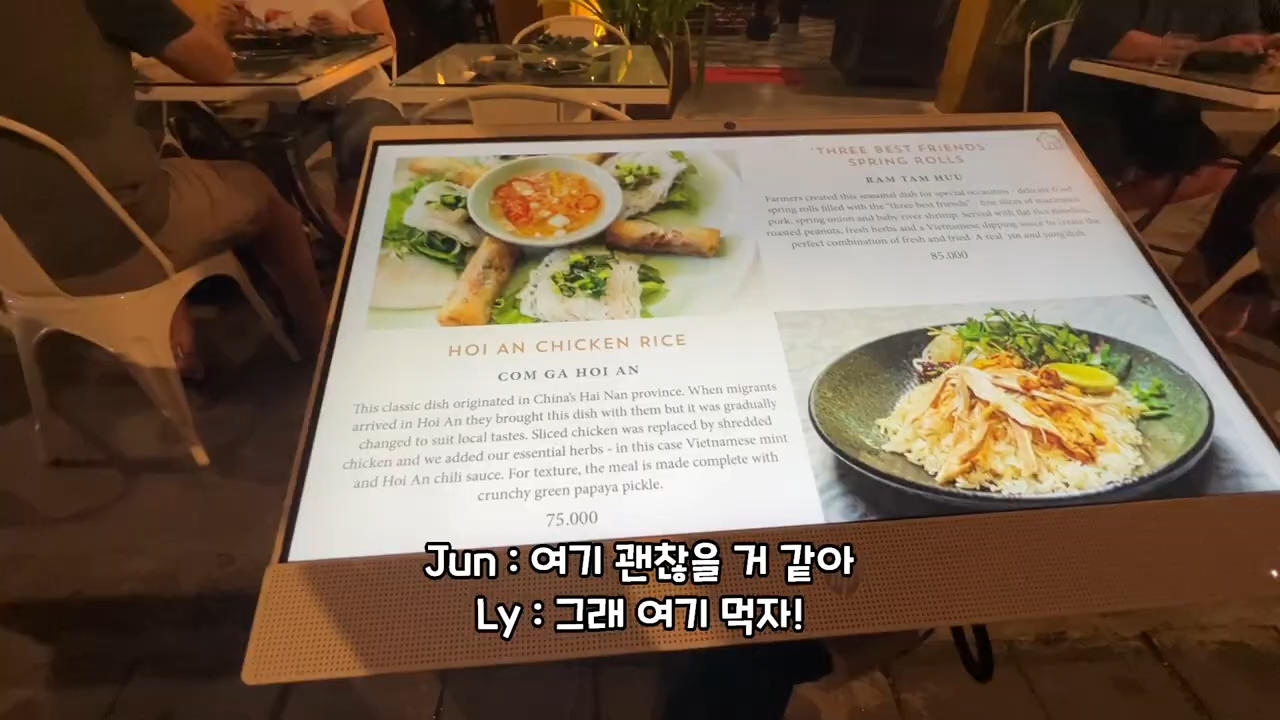 'THREE BEST FRIENDS'
SPRING ROLLS
RAM TAM HUU
Farmers created this seasonal dish for special occasions - delicate fried
spring rolls filled with the "three best friends" - fine slices of marinated
pork, spring onion and baby river shrimp. Served with flat rice noodles,
roasted peanuts, fresh herbs and a Vietnamese dipping sauce to create the
perfect combination of fresh and fried. A real yin and yang dish.
85.000
HOI AN CHICKEN RICE
COM GA HOI AN
This classic dish originated in China's Hai Nan province. When migrants
arrived in Hoi An they brought this dish with them but it was gradually
changed to suit local tastes. Sliced chicken was replaced by shredded
chicken and we added our essential herbs - in this case Vietnamese mint
and Hoi An chili sauce. For texture, the meal is made complete with
crunchy green papaya pickle.
75.000
Jun : 여기 괜찮을 거 같아
Ly : 그래 여기 먹자!